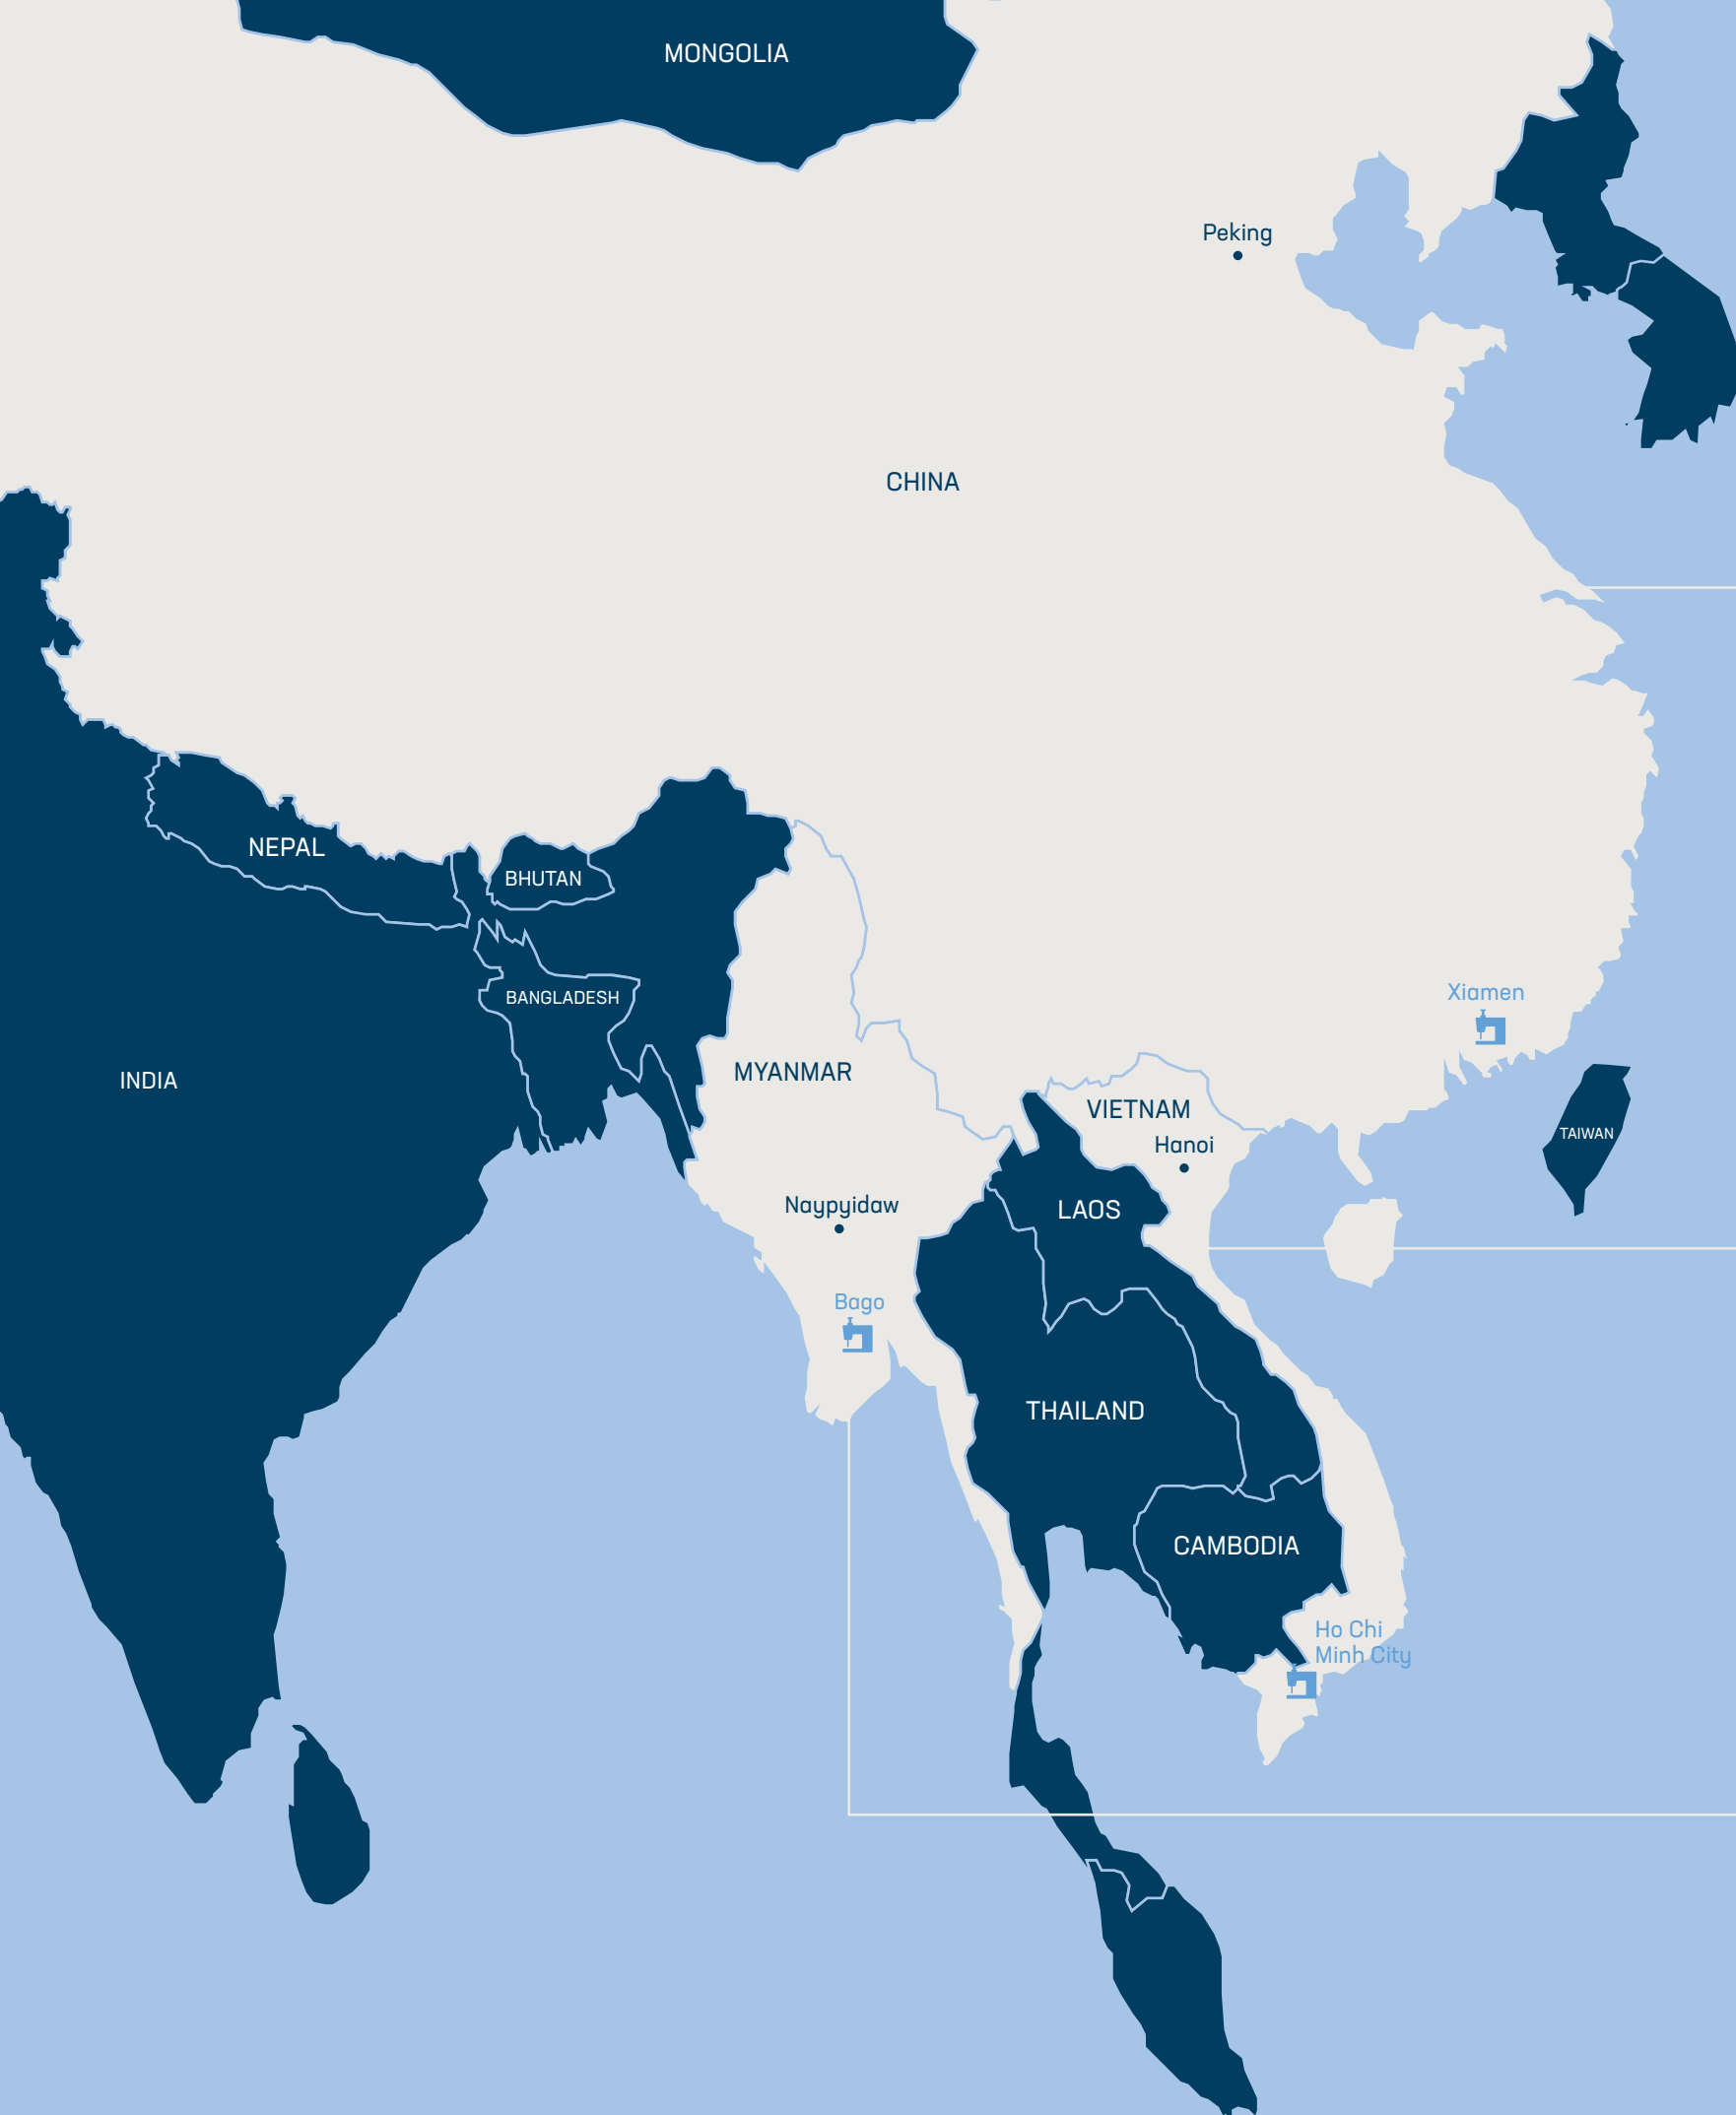 MONGOLIA
Peking
CHINA
NEPAL
BHUTAN
BANGLADESH
Xiamen
INDIA
MYANMAR
VIETNAM
TAIWAN
Hanoi
Naypyidaw
LAOS
Bago
THAILAND
CAMBODIA
Ho Chi
Minh City